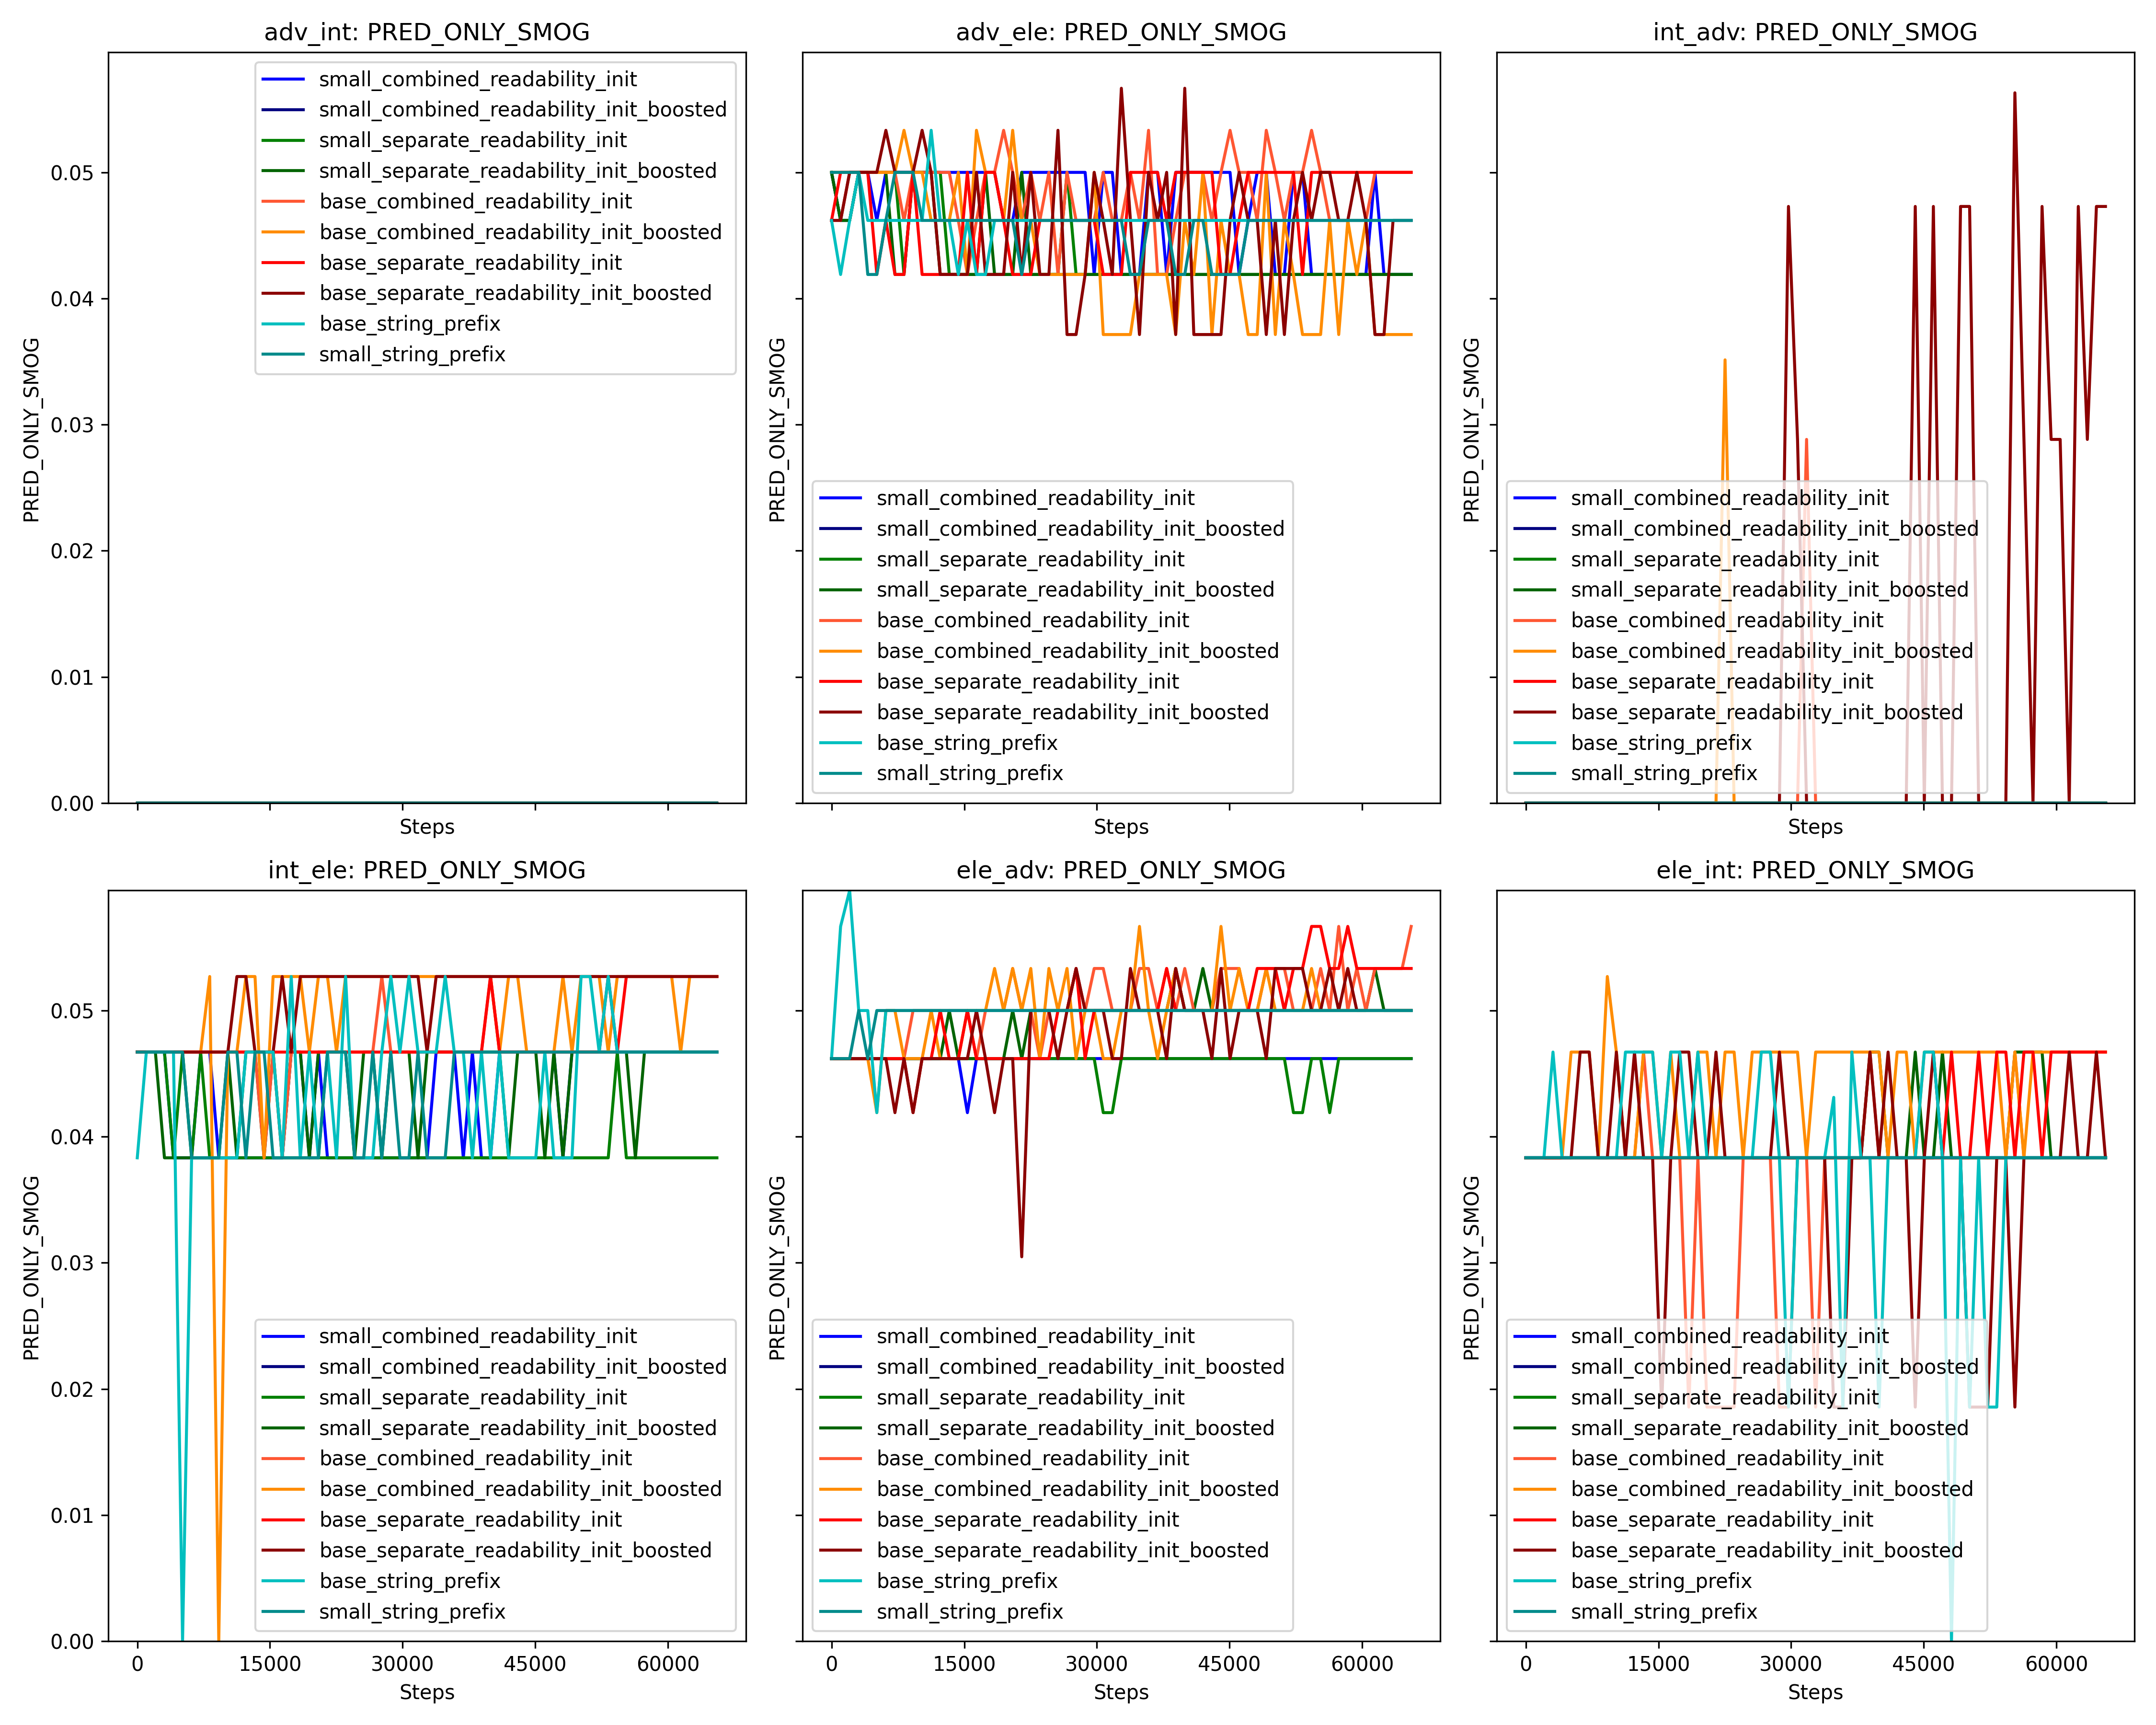 adv_int: PRED_ONLY_SMOG
PRED_ONLY_SMOG
0.05
0.04
0.03
0.02
0.01
0.00
small_combined_readability_init
small_combined_readability_init_boosted
small_separate_readability_init
small_separate_readability_init_boosted
base_combined_readability_init
base_combined_readability_init_boosted
base_separate_readability_init
base_separate_readability_init_boosted
base_string_prefix
small_string_prefix
Steps
adv_ele: PRED_ONLY_SMOG
PRED_ONLY_SMOG
small_combined_readability_init
small_combined_readability_init_boosted
small_separate_readability_init
small_separate_readability_init_boosted
base_combined_readability_init
base_combined_readability_init_boosted
base_separate_readability_init
base_separate_readability_init_boosted
base_string_prefix
small_string_prefix
Steps
int_adv: PRED_ONLY_SMOG
PRED_ONLY_SMOG
small_combined_readability_init
small_combined_readability_init_boosted
small_separate_readability_init
small_separate_readability_init_boosted
base_combined_readability_init
base_combined_readability_init_boosted
base_separate_readability_init
base_separate_readability_init_boosted
base_string_prefix
small_string_prefix
Steps
int_ele: PRED_ONLY_SMOG
PRED_ONLY_SMOG
0.05
0.04
0.03
0.02
0.01
0.00
small_combined_readability_init
small_combined_readability_init_boosted
small_separate_readability_init
small_separate_readability_init_boosted
base_combined_readability_init
base_combined_readability_init_boosted
base_separate_readability_init
base_separate_readability_init_boosted
base_string_prefix
small_string_prefix
0 15000 30000 45000 60000
Steps
ele_adv: PRED_ONLY_SMOG
PRED_ONLY_SMOG
small_combined_readability_init
small_combined_readability_init_boosted
small_separate_readability_init
small_separate_readability_init_boosted
base_combined_readability_init
base_combined_readability_init_boosted
base_separate_readability_init
base_separate_readability_init_boosted
base_string_prefix
small_string_prefix
0 15000 30000 45000 60000
Steps
ele_int: PRED_ONLY_SMOG
PRED_ONLY_SMOG
small_combined_readability_init
small_combined_readability_init_boosted
small_separate_readability_init
small_separate_readability_init_boosted
base_combined_readability_init
base_combined_readability_init_boosted
base_separate_readability_init
base_separate_readability_init_boosted
base_string_prefix
small_string_prefix
0 15000 30000 45000 60000
Steps